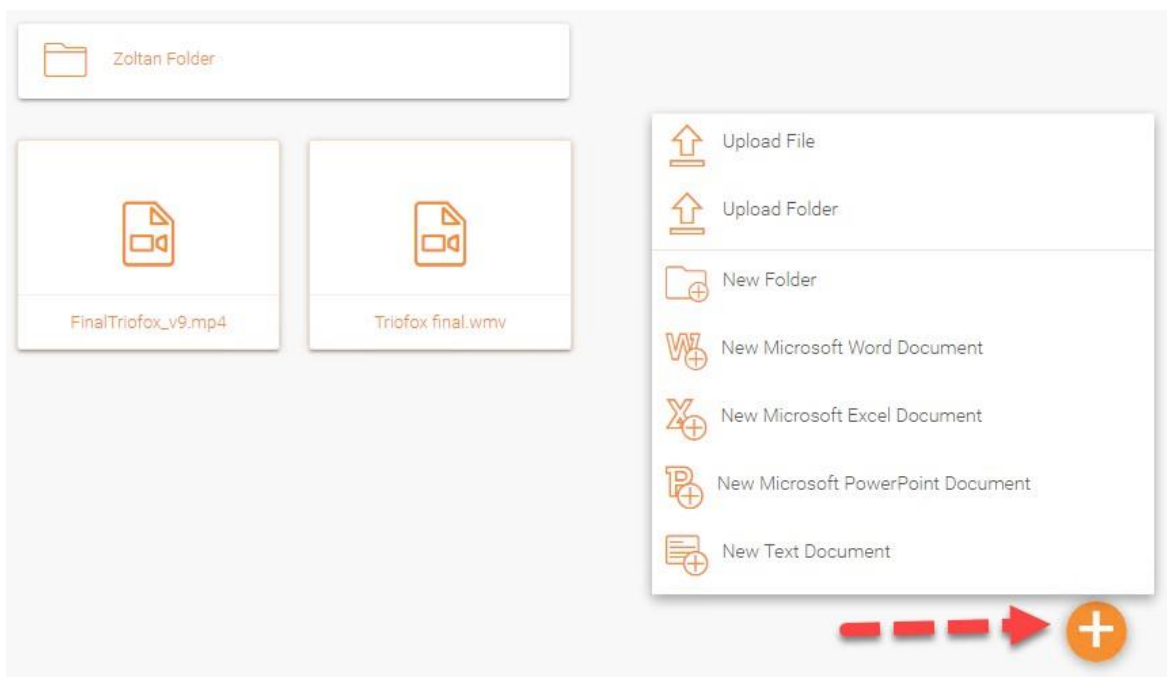 Zoltan Folder
FinalTriofox_v9.mp4
Triofox final.wmv
Upload File
Upload Folder
New Folder
New Microsoft Word Document
New Microsoft Excel Document
New Microsoft PowerPoint Document
New Text Document